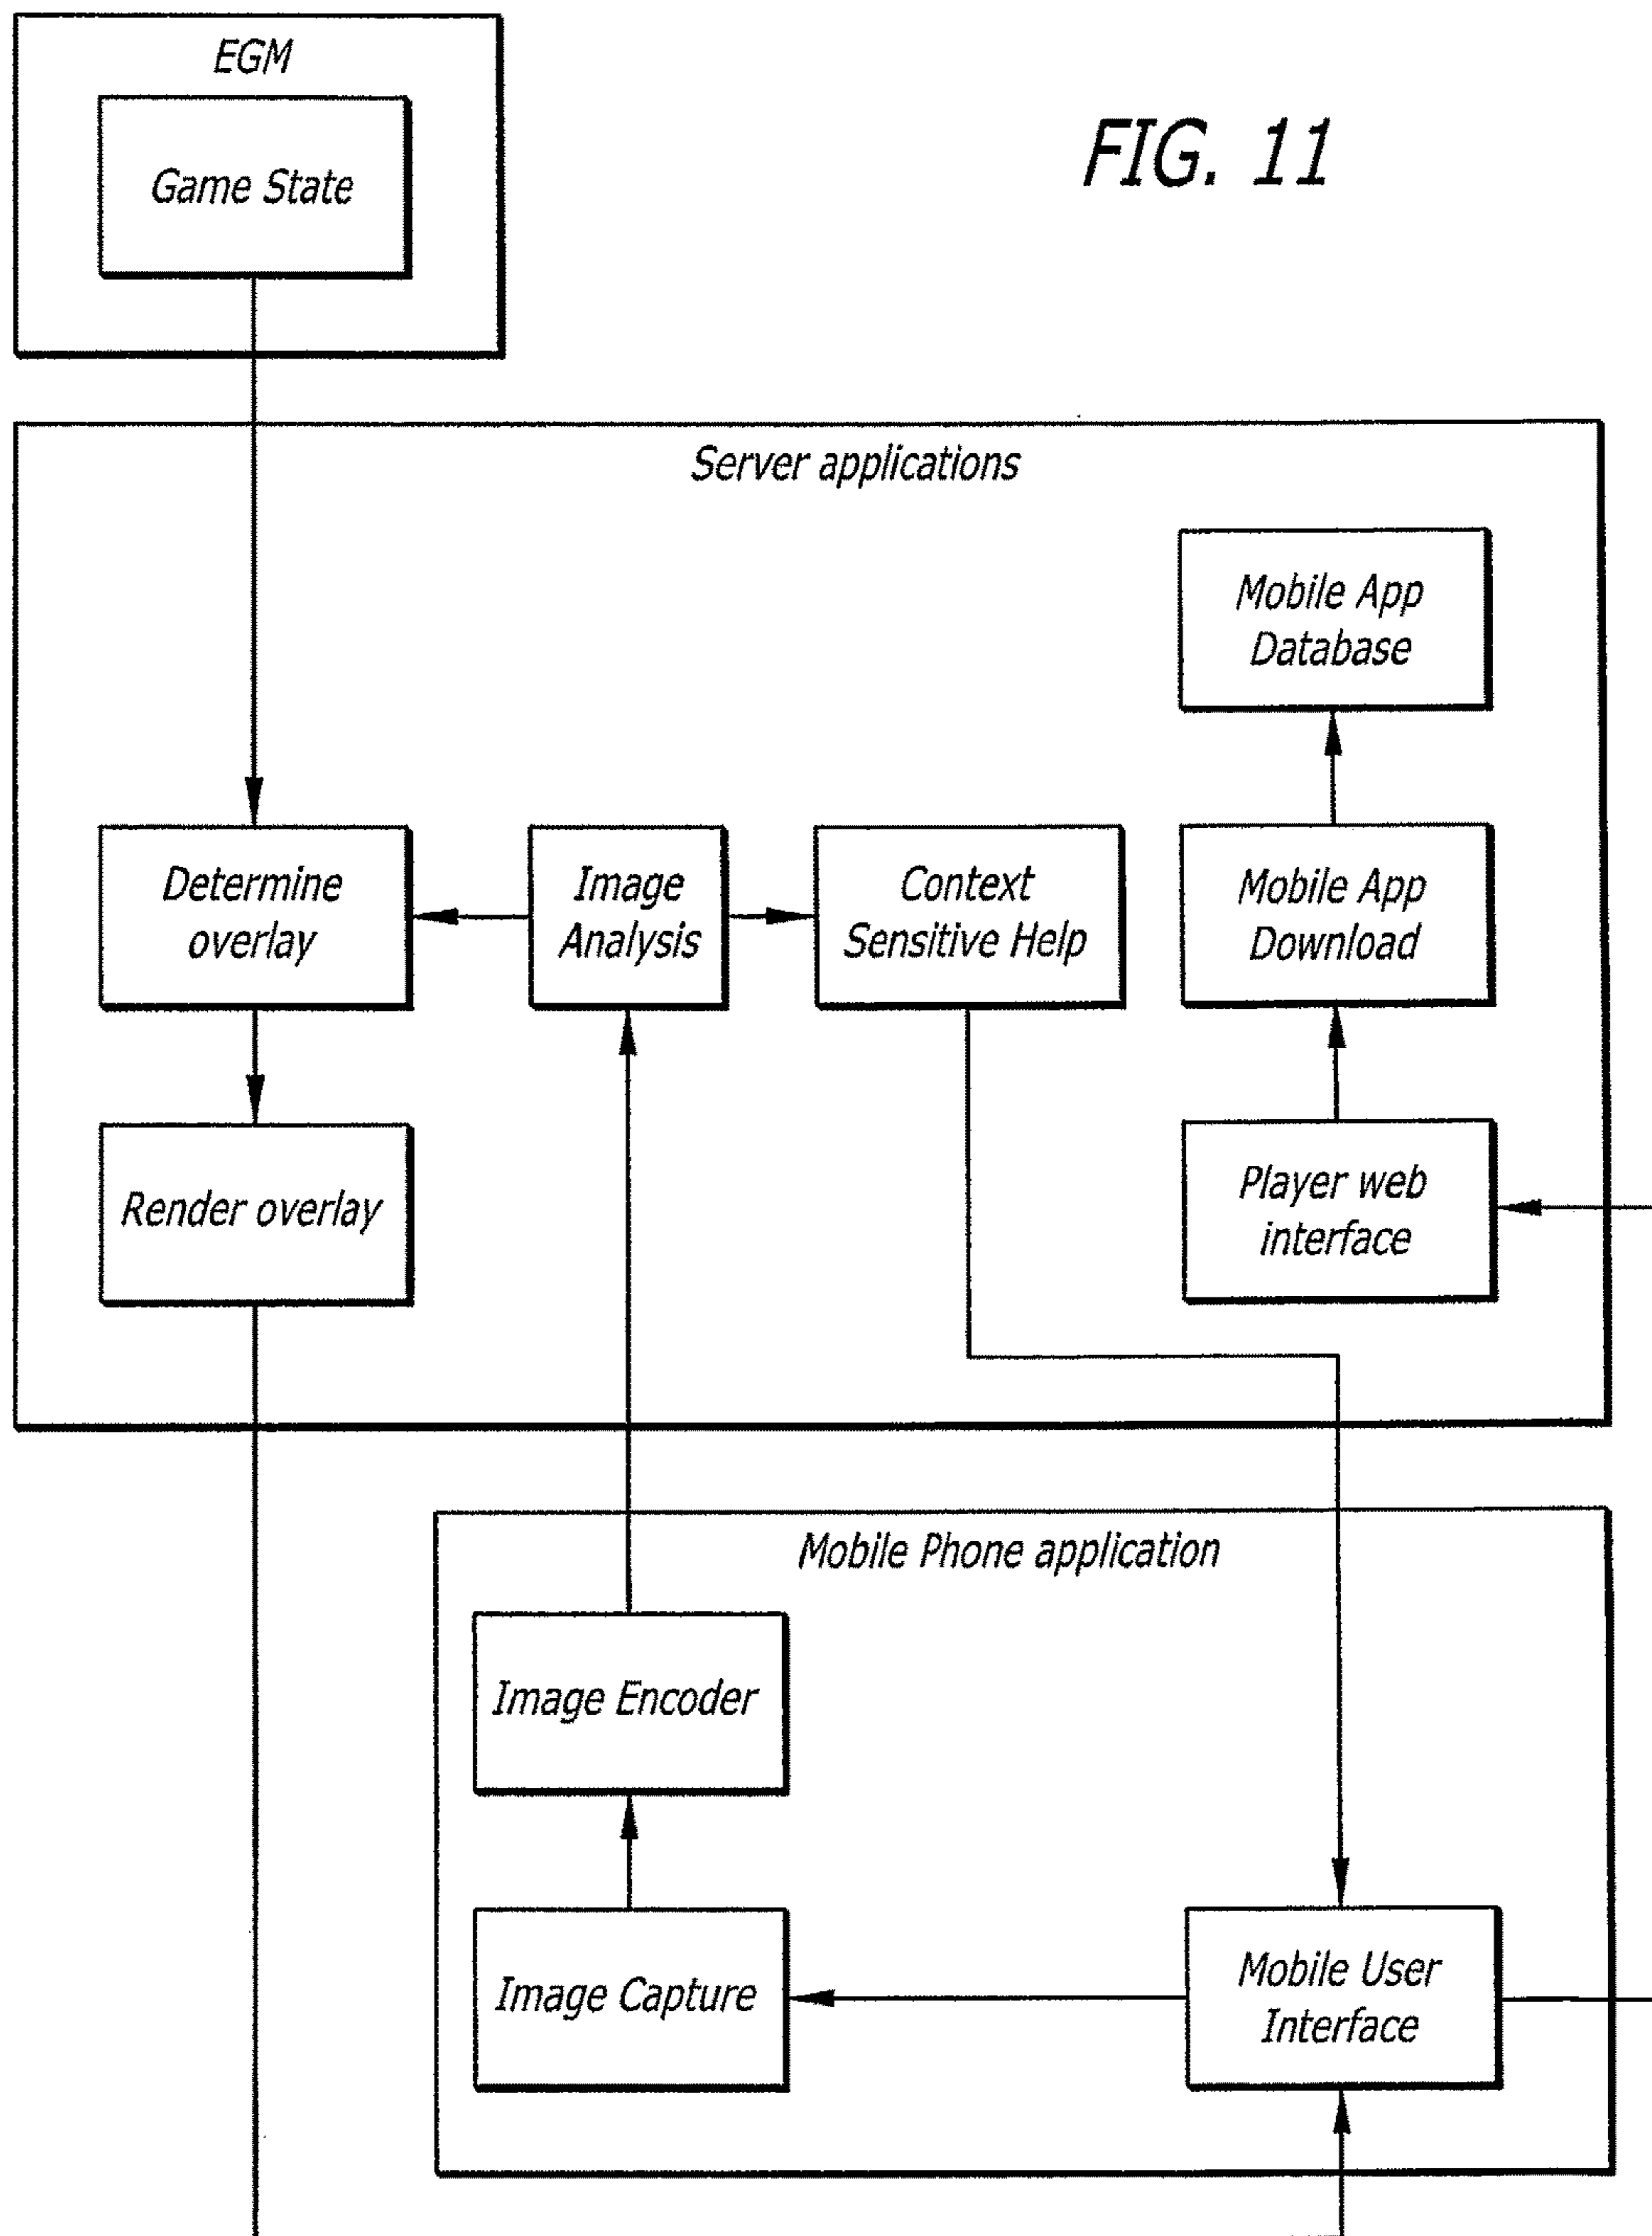 EGM
Game State
FIG. 11
Server applications
Mobile App
Database
Determine
overlay
Image
Analysis
Context
Sensitive Help
Mobile App
Download
Render overlay
Player web
interface
Mobile Phone application
Image Encoder
Image Capture
Mobile User
Interface